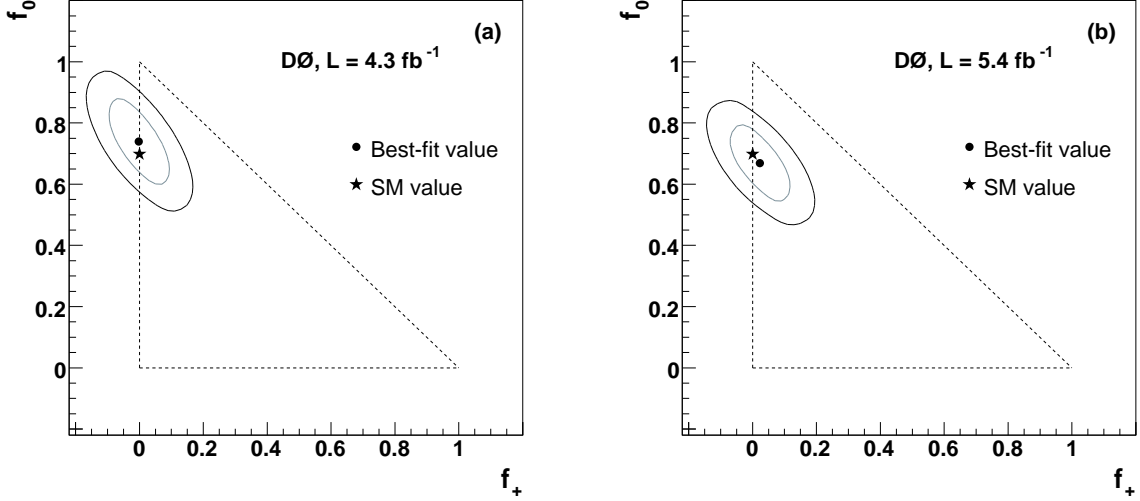 f₀
(a)
DØ, L = 4.3 fb⁻¹
1
0.8
Best-fit value
0.6
SM value
0.4
0.2
0
0 0.2 0.4 0.6 0.8 1
f₊
f₀
(b)
DØ, L = 5.4 fb⁻¹
1
0.8
Best-fit value
0.6
SM value
0.4
0.2
0
0 0.2 0.4 0.6 0.8 1
f₊